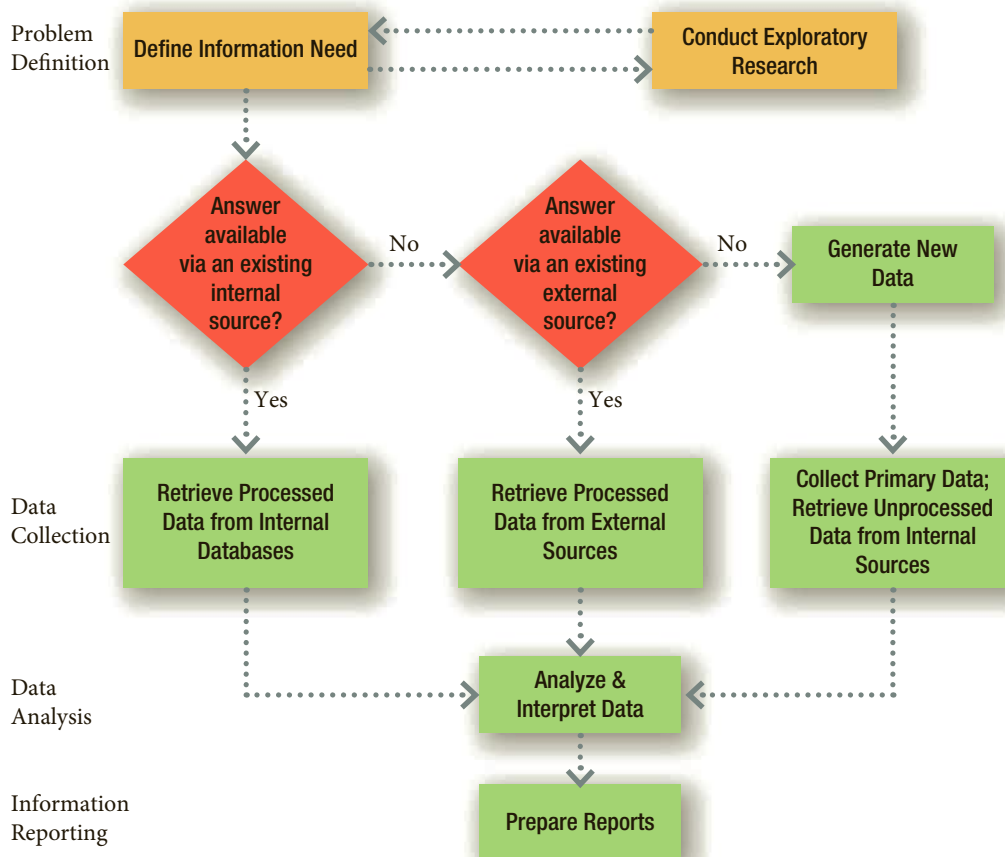 Problem
Definition
Define Information Need
Conduct Exploratory
Research
Answer
available
via an existing
internal
source?
No
Answer
available
via an existing
external
source?
No
Generate New
Data
Yes
Yes
Data
Collection
Retrieve Processed
Data from Internal
Databases
Retrieve Processed
Data from External
Sources
Collect Primary Data;
Retrieve Unprocessed
Data from Internal
Sources
Data
Analysis
Analyze &
Interpret Data
Information
Reporting
Prepare Reports